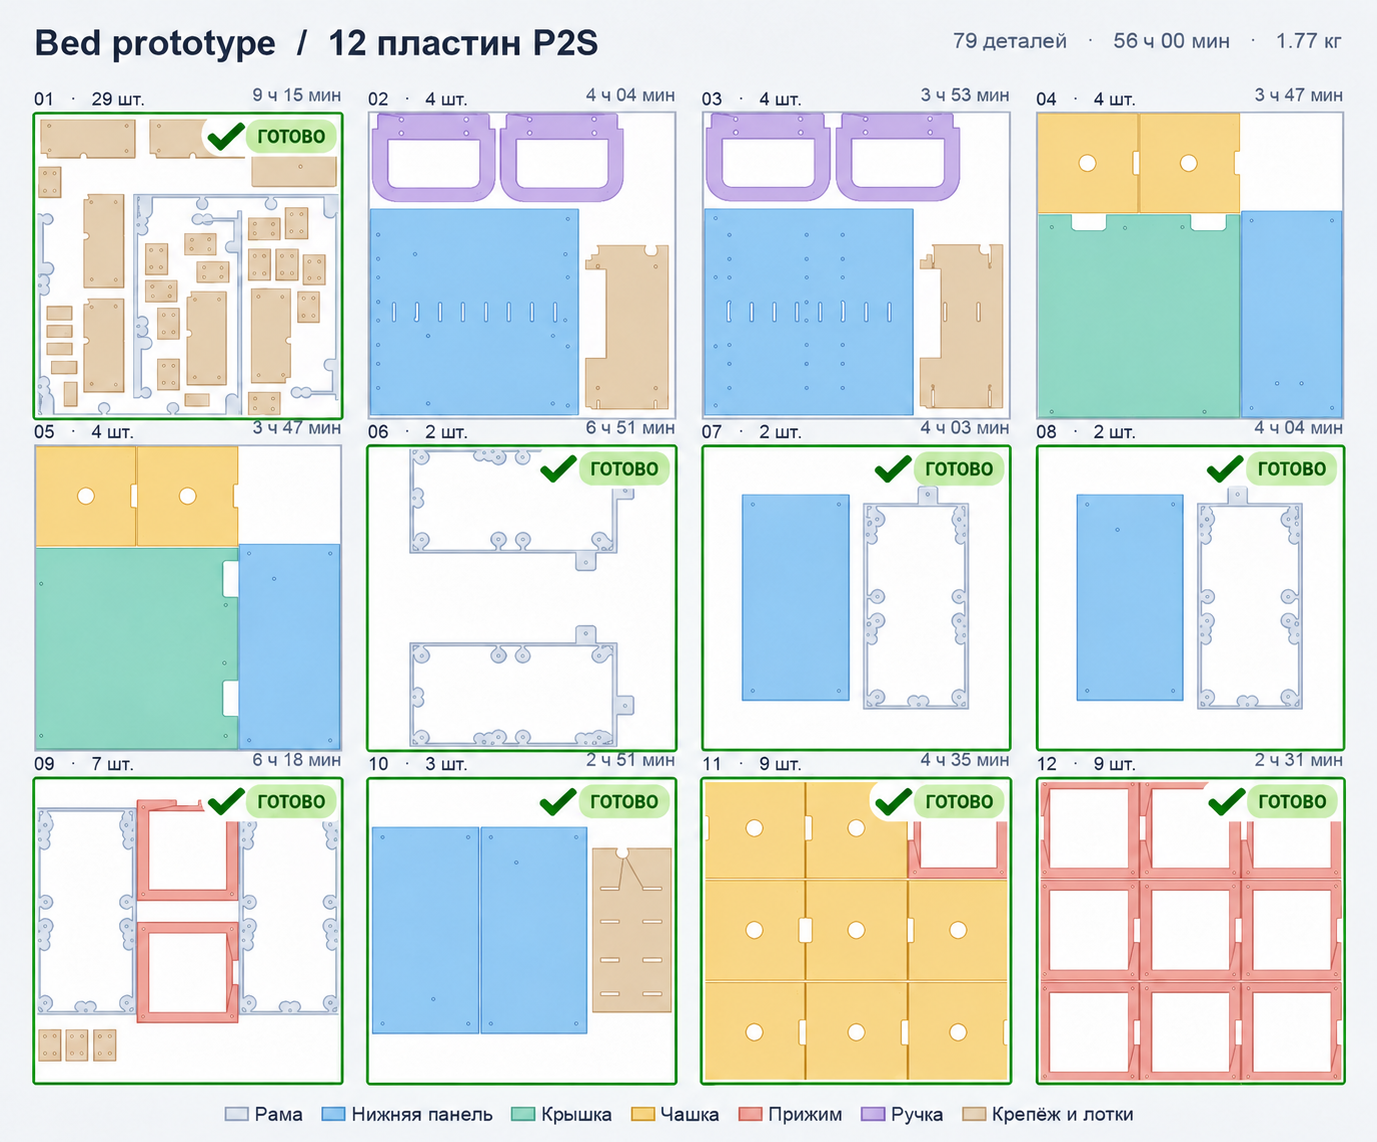 Bed prototype / 12 пластин P2S
79 деталей · 56 ч 00 мин · 1.77 кг
01 · 29 шт. 9 ч 15 мин
ГОТОВО
02 · 4 шт. 4 ч 04 мин
03 · 4 шт. 3 ч 53 мин
04 · 4 шт. 3 ч 47 мин
05 · 4 шт. 3 ч 47 мин
06 · 2 шт. 6 ч 51 мин
ГОТОВО
07 · 2 шт. 4 ч 03 мин
ГОТОВО
08 · 2 шт. 4 ч 04 мин
ГОТОВО
09 · 7 шт. 6 ч 18 мин
ГОТОВО
10 · 3 шт. 2 ч 51 мин
ГОТОВО
11 · 9 шт. 4 ч 35 мин
ГОТОВО
12 · 9 шт. 2 ч 31 мин
ГОТОВО
Рама Нижняя панель Крышка Чашка Прижим Ручка Крепёж и лотки